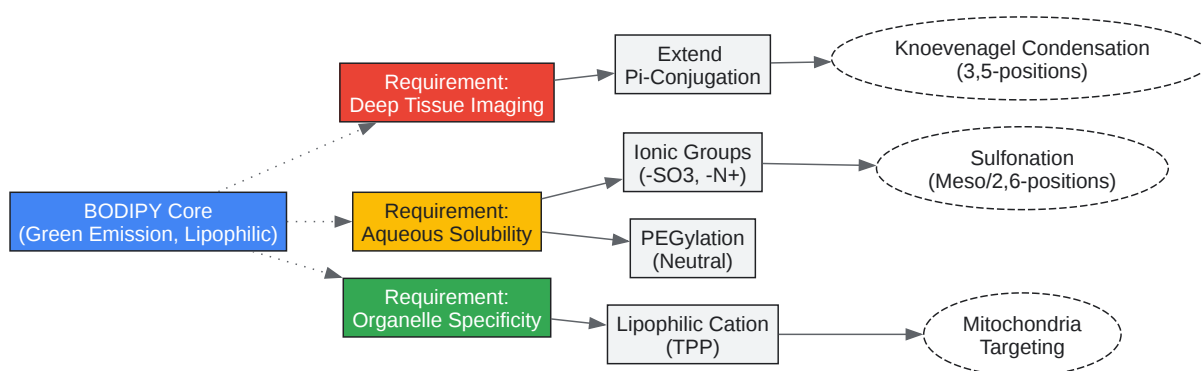 BODIPY Core
(Green Emission, Lipophilic)
Requirement:
Deep Tissue Imaging
Extend
Pi-Conjugation
Knoevenagel Condensation
(3,5-positions)
Requirement:
Aqueous Solubility
Ionic Groups
(-SO3, -N+)
Sulfonation
(Meso/2,6-positions)
PEGylation
(Neutral)
Requirement:
Organelle Specificity
Lipophilic Cation
(TPP)
Mitochondria
Targeting